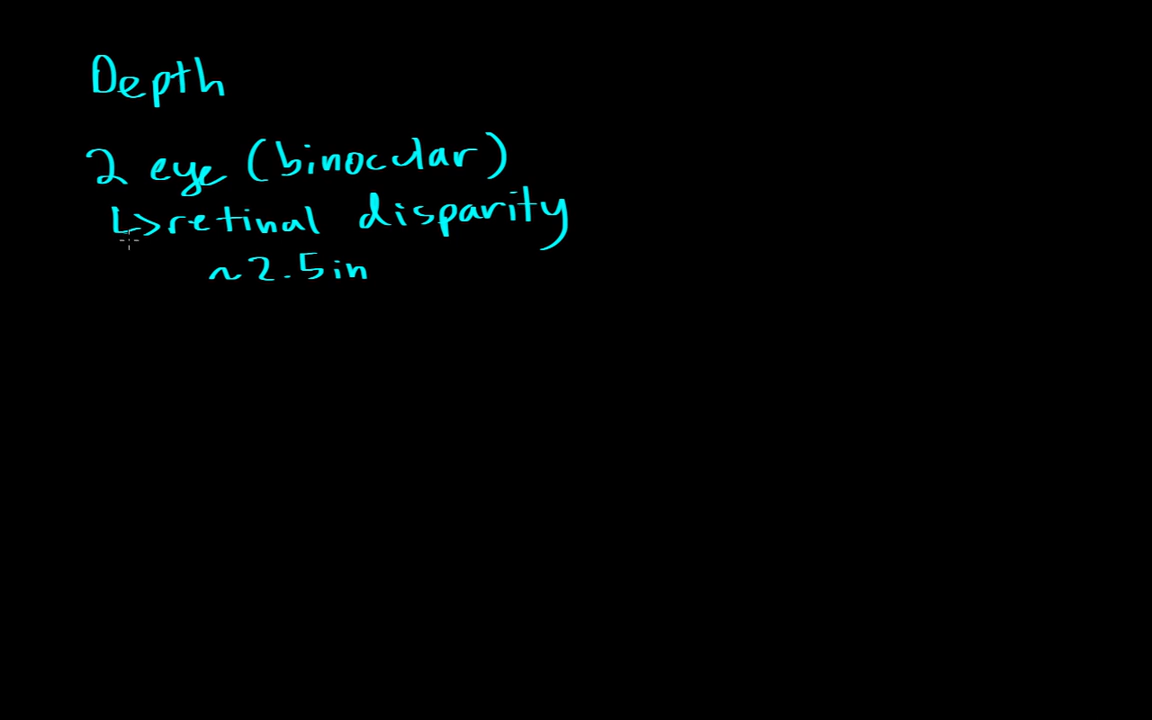 Depth
2 eye (binocular)
↳retinal disparity
~2.5in